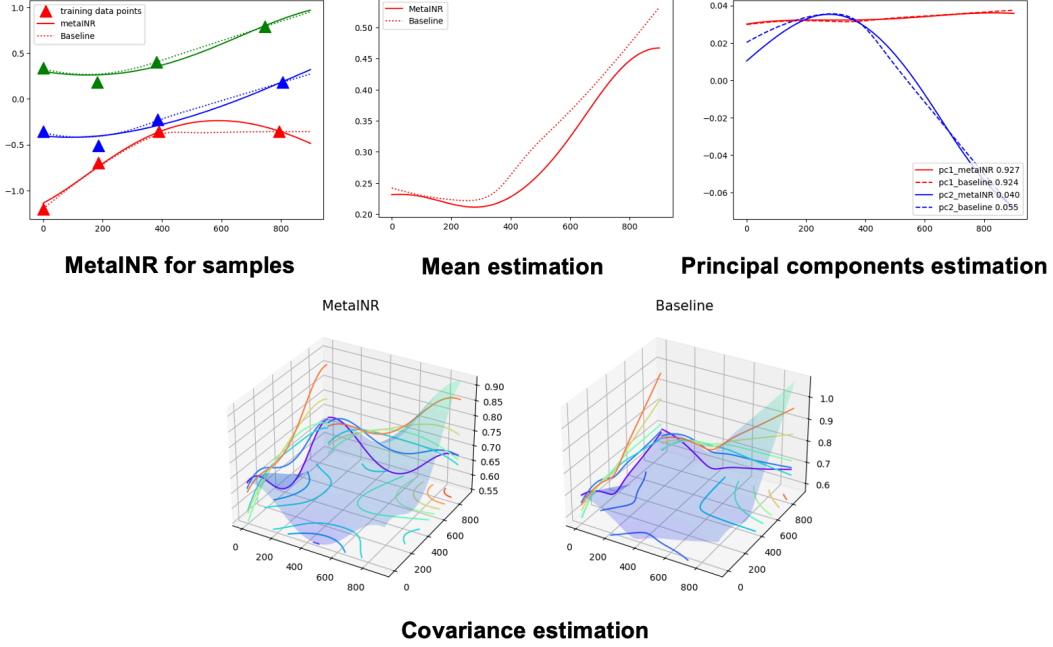 1.0
0.5
0.0
−0.5
−1.0
training data points
metaINR
Baseline
0 200 400 600 800
0.50
0.45
0.40
0.35
0.30
0.25
0.20
MetaINR
Baseline
0 200 400 600 800
0.04
0.02
0.00
−0.02
−0.04
−0.06
pc1_metaINR 0.927
pc1_baseline 0.924
pc2_metaINR 0.040
pc2_baseline 0.055
0 200 400 600 800
MetaINR for samples
Mean estimation
Principal components estimation
MetaINR
0.90
0.85
0.80
0.75
0.70
0.65
0.60
0.55
0 200 400 600 800
0 200 400 600 800
Baseline
1.0
0.9
0.8
0.7
0.6
0 200 400 600 800
0 200 400 600 800
Covariance estimation